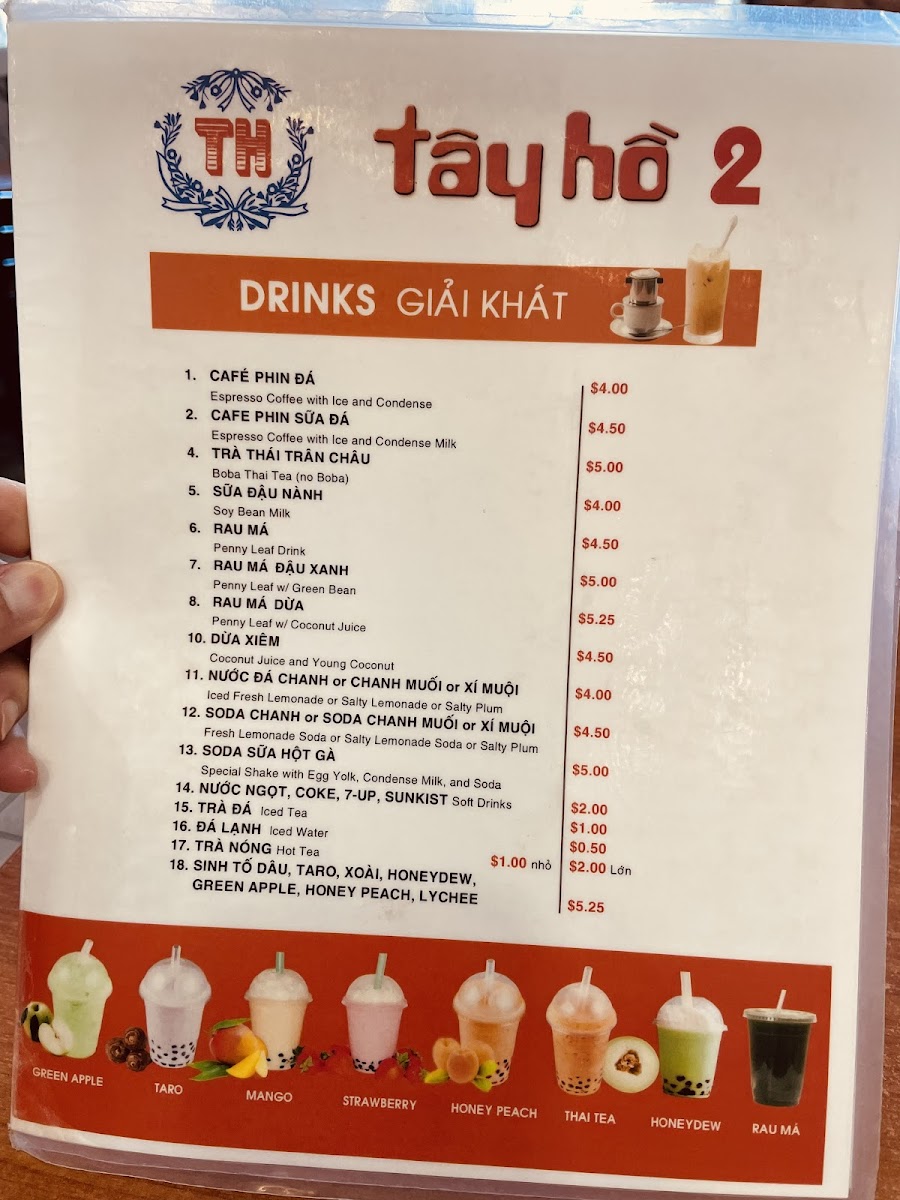 TH
tây hồ 2
DRINKS GIẢI KHÁT
1. CAFÉ PHIN ĐÁ $4.00
Espresso Coffee with Ice and Condense
2. CAFE PHIN SỮA ĐÁ $4.50
Espresso Coffee with Ice and Condense Milk
4. TRÀ THÁI TRÂN CHÂU $5.00
Boba Thai Tea (no Boba)
5. SỮA ĐẬU NÀNH $4.00
Soy Bean Milk
6. RAU MÁ $4.50
Penny Leaf Drink
7. RAU MÁ ĐẬU XANH $5.00
Penny Leaf w/ Green Bean
8. RAU MÁ DỪA $5.25
Penny Leaf w/ Coconut Juice
10. DỪA XIÊM $4.50
Coconut Juice and Young Coconut
11. NƯỚC ĐÁ CHANH or CHANH MUỐI or XÍ MUỘI $4.00
Iced Fresh Lemonade or Salty Lemonade or Salty Plum
12. SODA CHANH or SODA CHANH MUỐI or XÍ MUỘI $4.50
Fresh Lemonade Soda or Salty Lemonade Soda or Salty Plum
13. SODA SỮA HỘT GÀ $5.00
Special Shake with Egg Yolk, Condense Milk, and Soda
14. NƯỚC NGỌT, COKE, 7-UP, SUNKIST Soft Drinks $2.00
15. TRÀ ĐÁ Iced Tea $1.00
16. ĐÁ LẠNH Iced Water $0.50
17. TRÀ NÓNG Hot Tea $1.00 nhỏ $2.00 Lớn
18. SINH TỐ DÂU, TARO, XOÀI, HONEYDEW,
GREEN APPLE, HONEY PEACH, LYCHEE $5.25
GREEN APPLE TARO MANGO STRAWBERRY HONEY PEACH THAI TEA HONEYDEW RAU MÁ